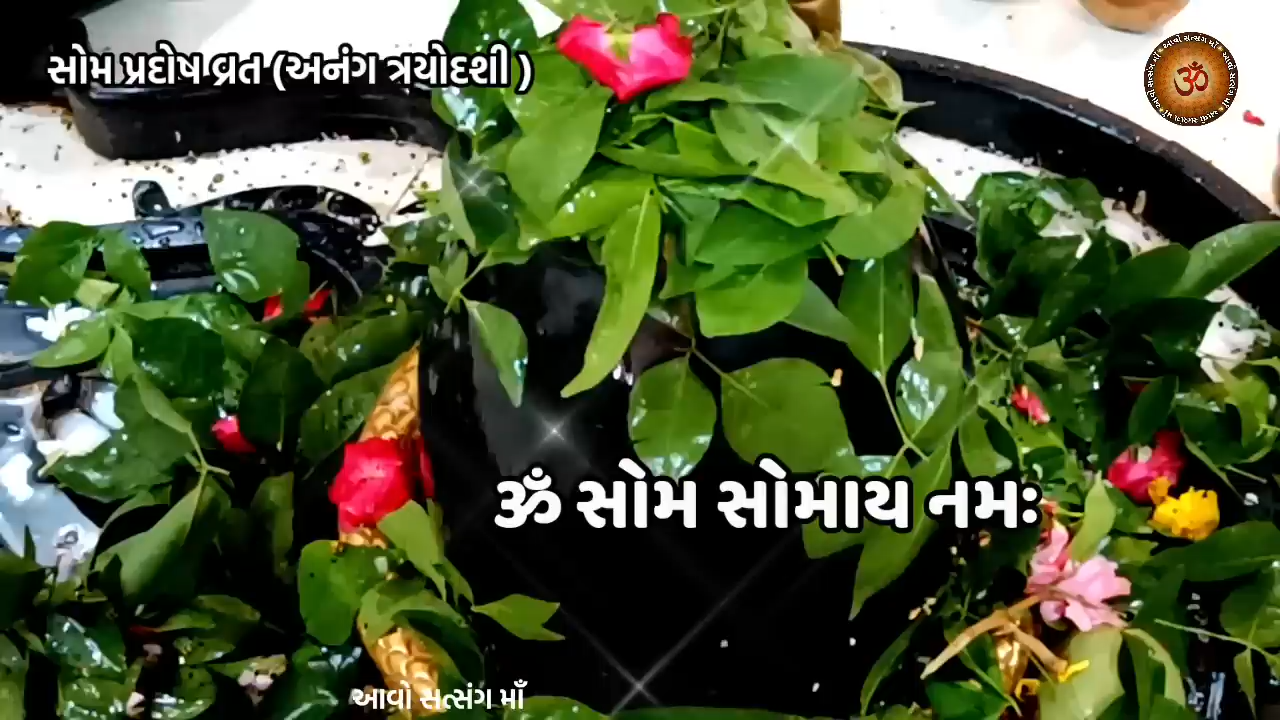 સોમ પ્રદોષ વ્રત (અનંગ ત્રયોદશી )
ૐ
ૐ સોમ સોમાય નમઃ
આવો સત્સંગ માઁ